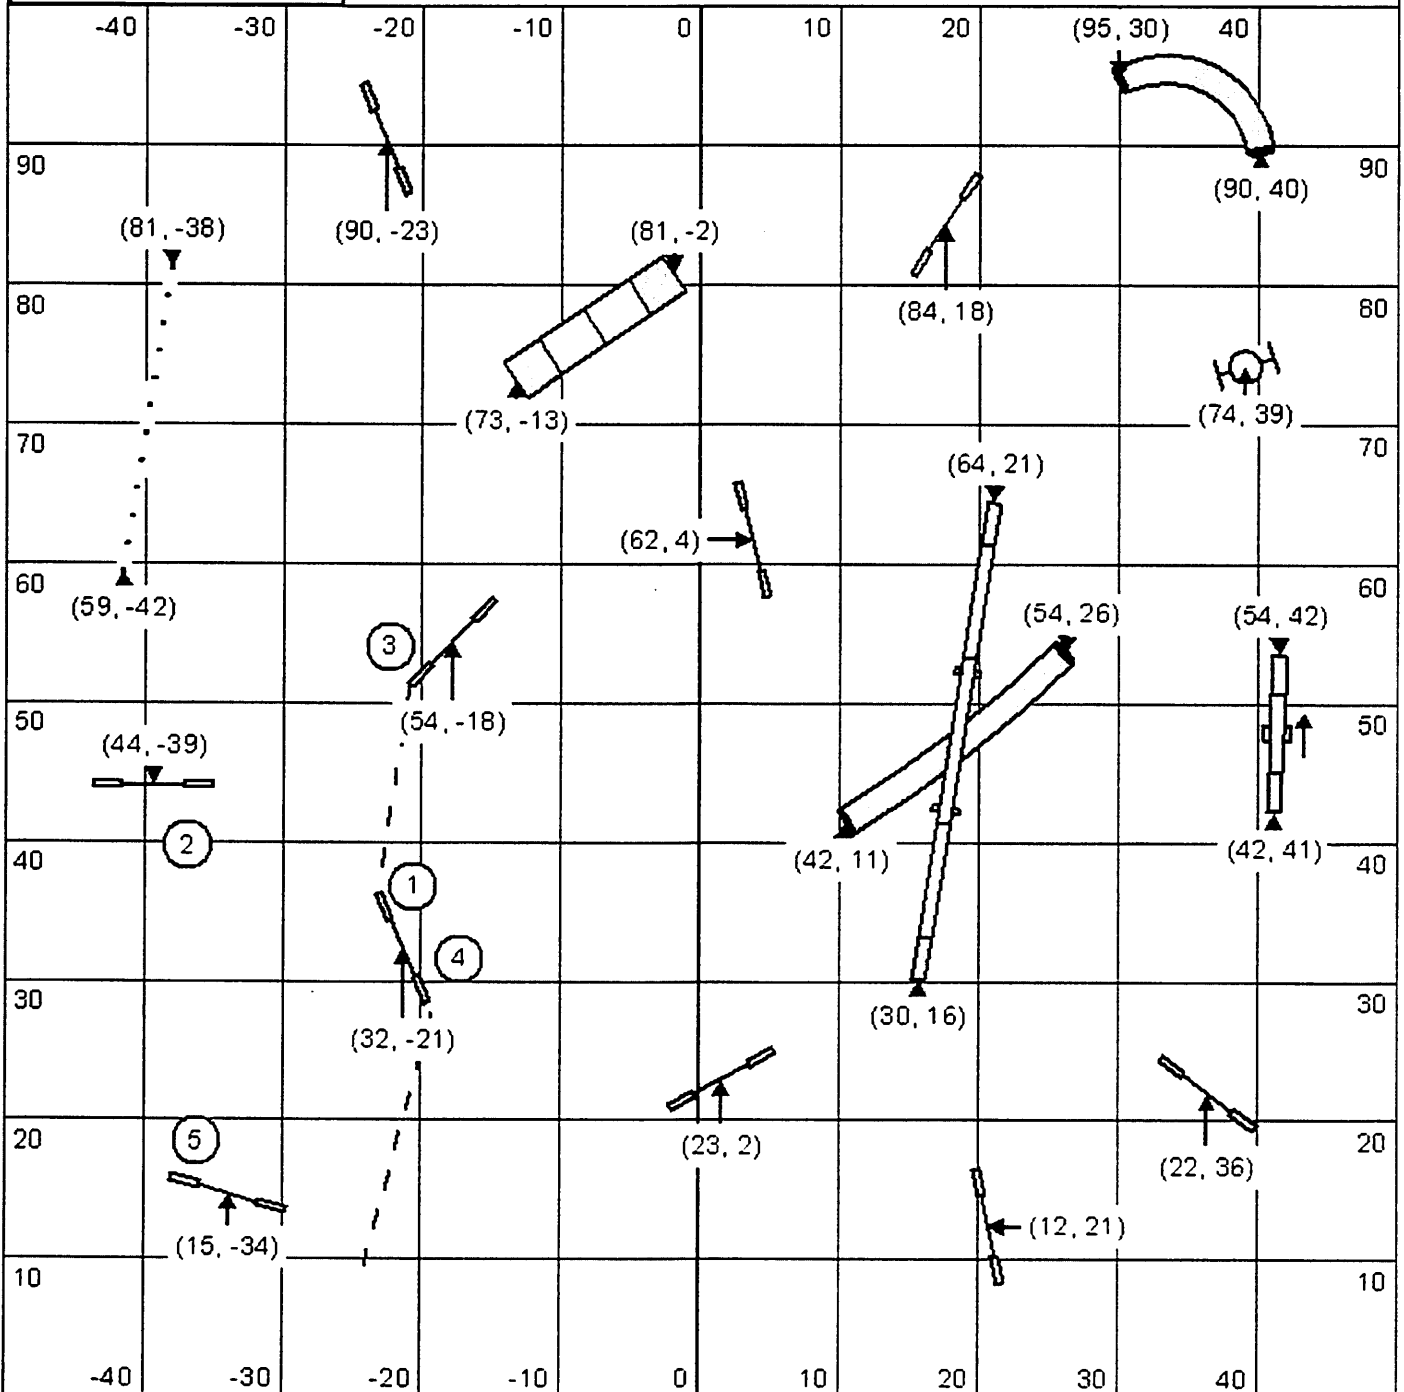 -40 -30 -20 -10 0 10 20 (95, 30) 40
90 90
(90, 40)
(81, -38) (90, -23) (81, -2)
80 (84, 18) 80
(73, -13) (74, 39)
70 70
(64, 21)
(62, 4)
60 60
(59, -42) (54, 26) (54, 42)
3
50 (54, -18) 50
(44, -39)
2
40 (42, 11) (42, 41) 40
1
4
30 (30, 16) 30
(32, -21)
5
20 (23, 2) 20
(22, 36)
(15, -34) (12, 21)
10 10
-40 -30 -20 -10 0 10 20 30 40